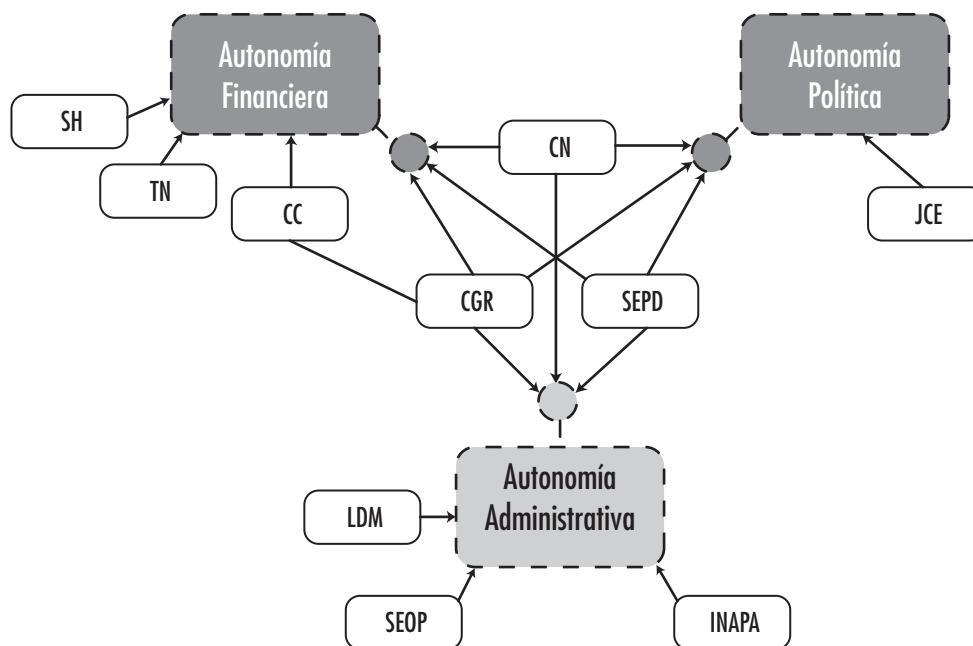 Autonomía
Financiera
Autonomía
Política
SH
TN
CC
CN
JCE
CGR
SEPD
Autonomía
Administrativa
LDM
SEOP
INAPA